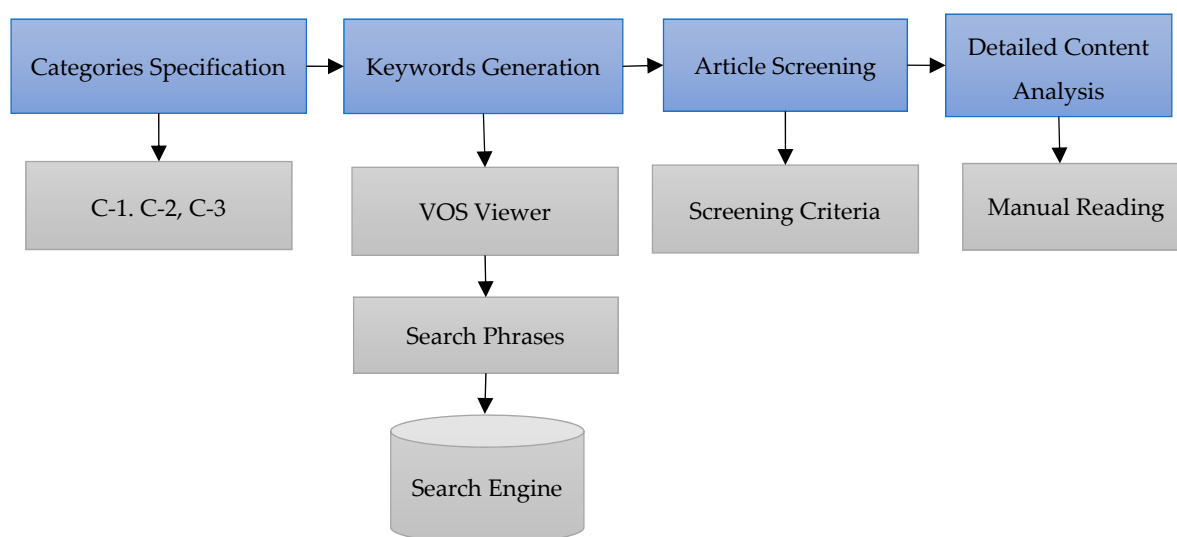 Categories Specification
Keywords Generation
Article Screening
Detailed Content
Analysis
C-1. C-2, C-3
VOS Viewer
Screening Criteria
Manual Reading
Search Phrases
Search Engine